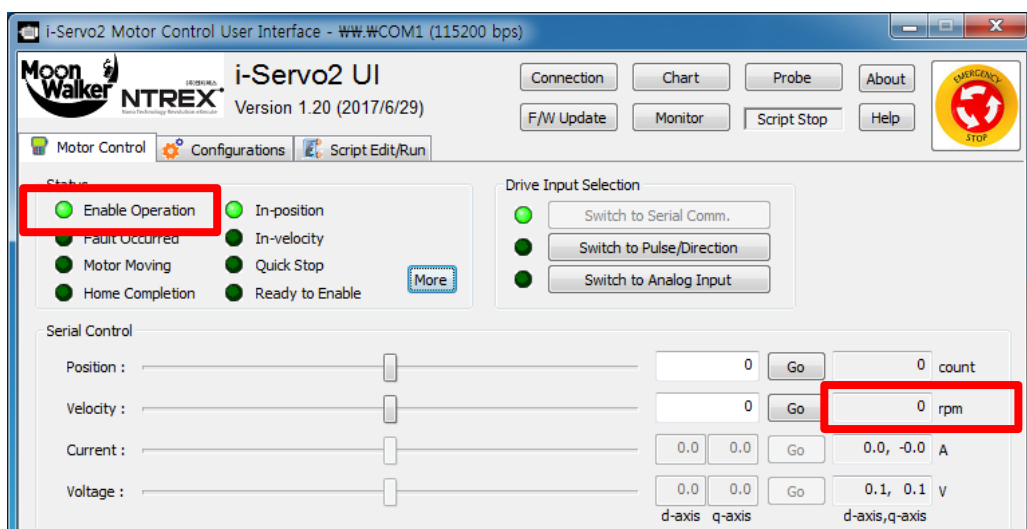 i-Servo2 Motor Control User Interface - ₩₩.₩COM1 (115200 bps)
Moon Walker
NTREX
i-Servo2 UI
Version 1.20 (2017/6/29)
Connection Chart Probe About
F/W Update Monitor Script Stop Help
EMERGENCY
STOP
Motor Control Configurations Script Edit/Run
Status
Enable Operation In-position
Fault Occurred In-velocity
Motor Moving Quick Stop
Home Completion Ready to Enable
More
Drive Input Selection
Switch to Serial Comm.
Switch to Pulse/Direction
Switch to Analog Input
Serial Control
Position : 0 Go 0 count
Velocity : 0 Go 0 rpm
Current : 0.0 0.0 Go 0.0, -0.0 A
Voltage : 0.0 0.0 Go 0.1, 0.1 V
d-axis q-axis d-axis,q-axis